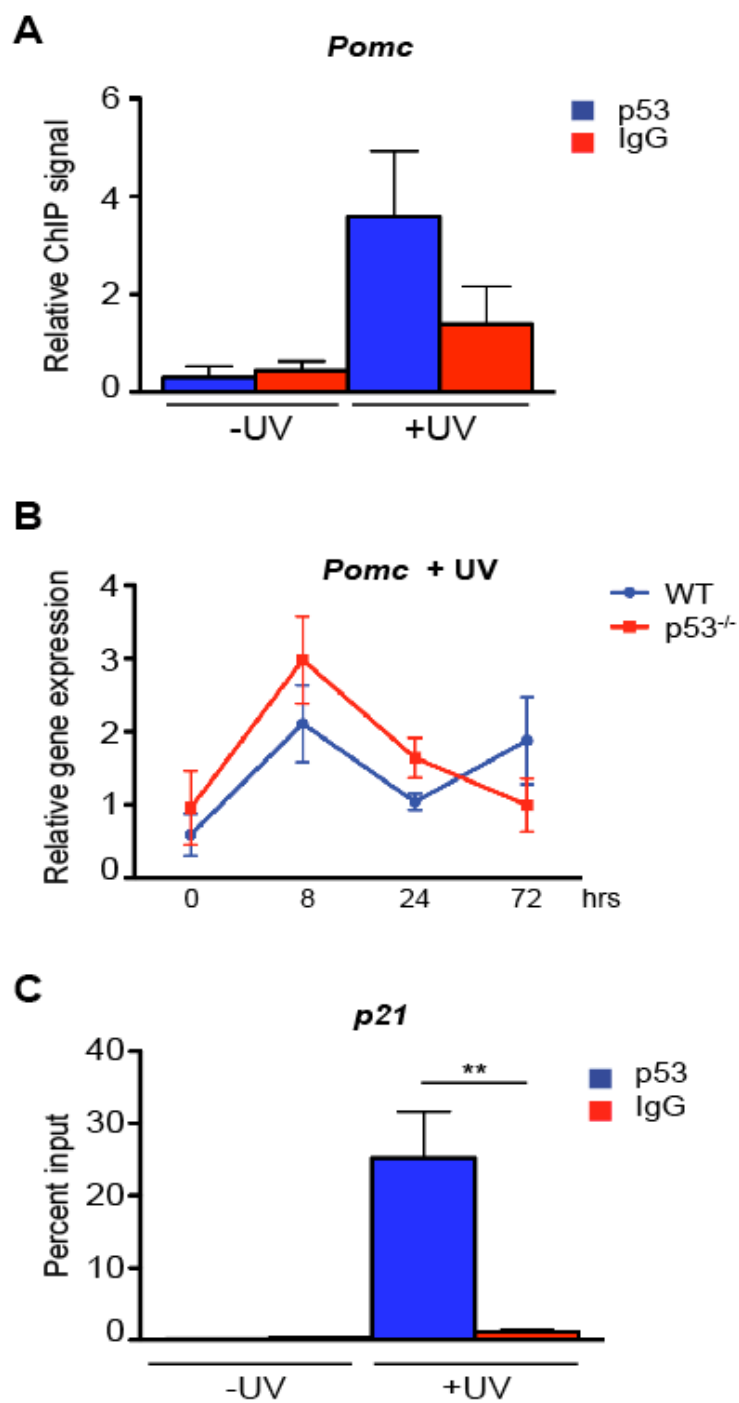 A
Pomc
Relative ChIP signal
6
4
2
0
p53
IgG
-UV
+UV
B
Pomc + UV
Relative gene expression
4
3
2
1
0
WT
p53-/-
0 8 24 72 hrs
C
p21
Percent input
40
30
20
10
0
**
p53
IgG
-UV
+UV